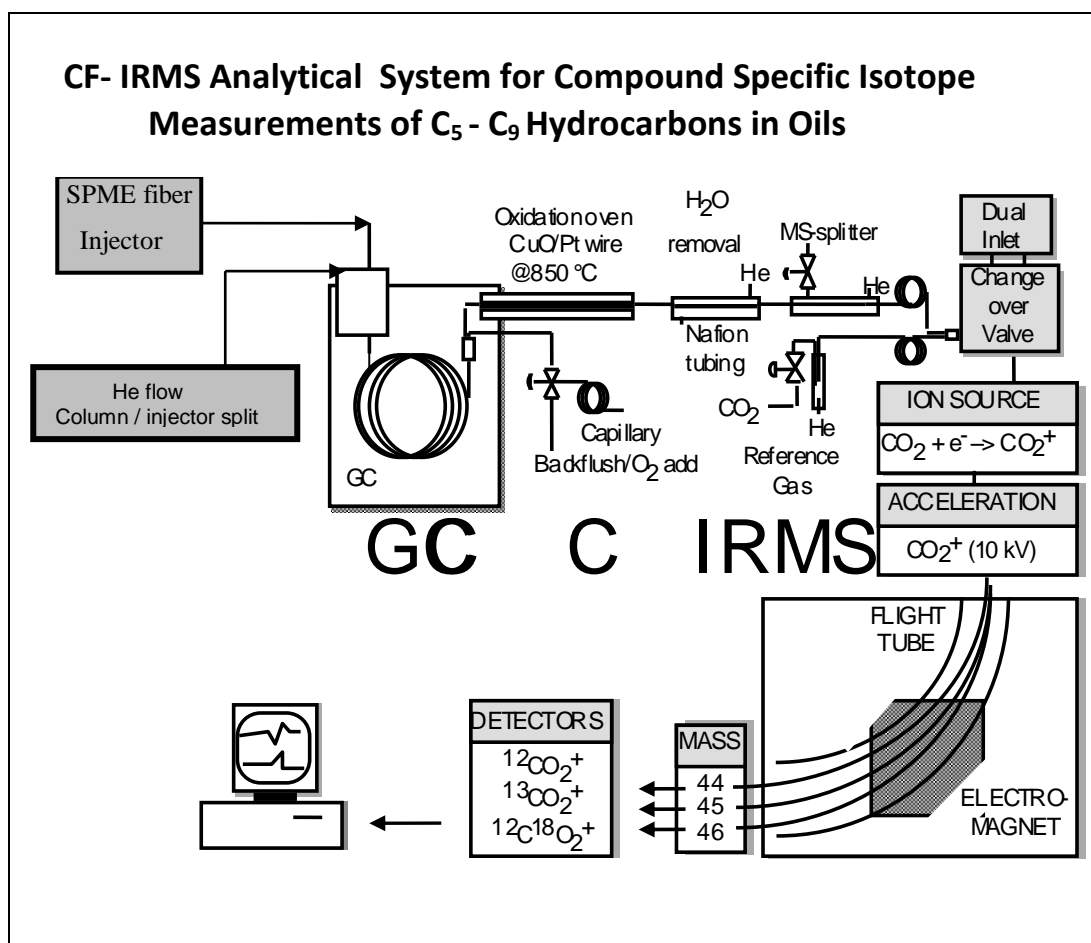 CF- IRMS Analytical System for Compound Specific Isotope
Measurements of C₅ - C₉ Hydrocarbons in Oils
SPME fiber
Injector
He flow
Column / injector split
GC
Oxidation oven
CuO/Pt wire
@850 °C
Capillary
Backflush/O₂ add
H₂O
removal
He
Nafion
tubing
MS-splitter
He
CO₂
He
Reference
Gas
Dual
Inlet
Change
over
Valve
ION SOURCE
CO₂ + e⁻ -> CO₂⁺
ACCELERATION
CO₂⁺ (10 kV)
GC C IRMS
FLIGHT
TUBE
ELECTRO-
MAGNET
MASS
44
45
46
DETECTORS
¹²CO₂⁺
¹³CO₂⁺
¹²C¹⁸O₂⁺